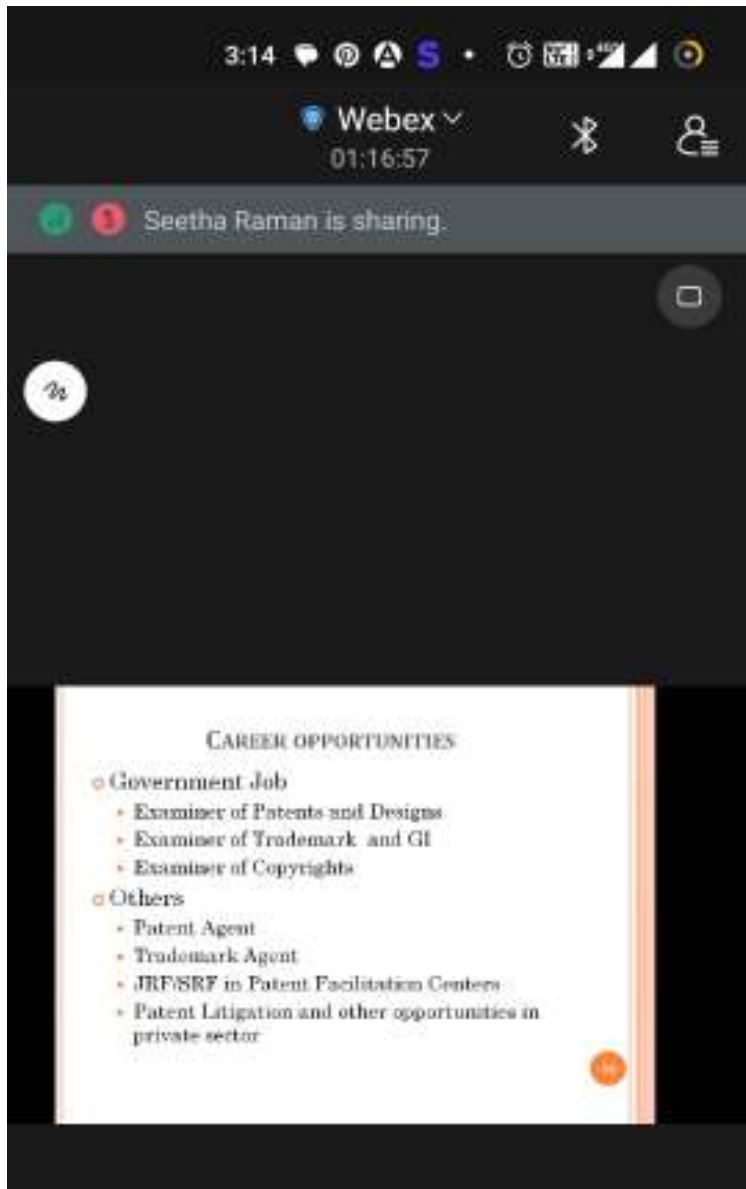 3:14
Webex
01:16:57
Seetha Raman is sharing.
CAREER OPPORTUNITIES
Government Job
Examiner of Patents and Designs
Examiner of Trademark and GI
Examiner of Copyrights
Others
Patent Agent
Trademark Agent
JRF/SRF in Patent Facilitation Centers
Patent Litigation and other opportunities in
private sector